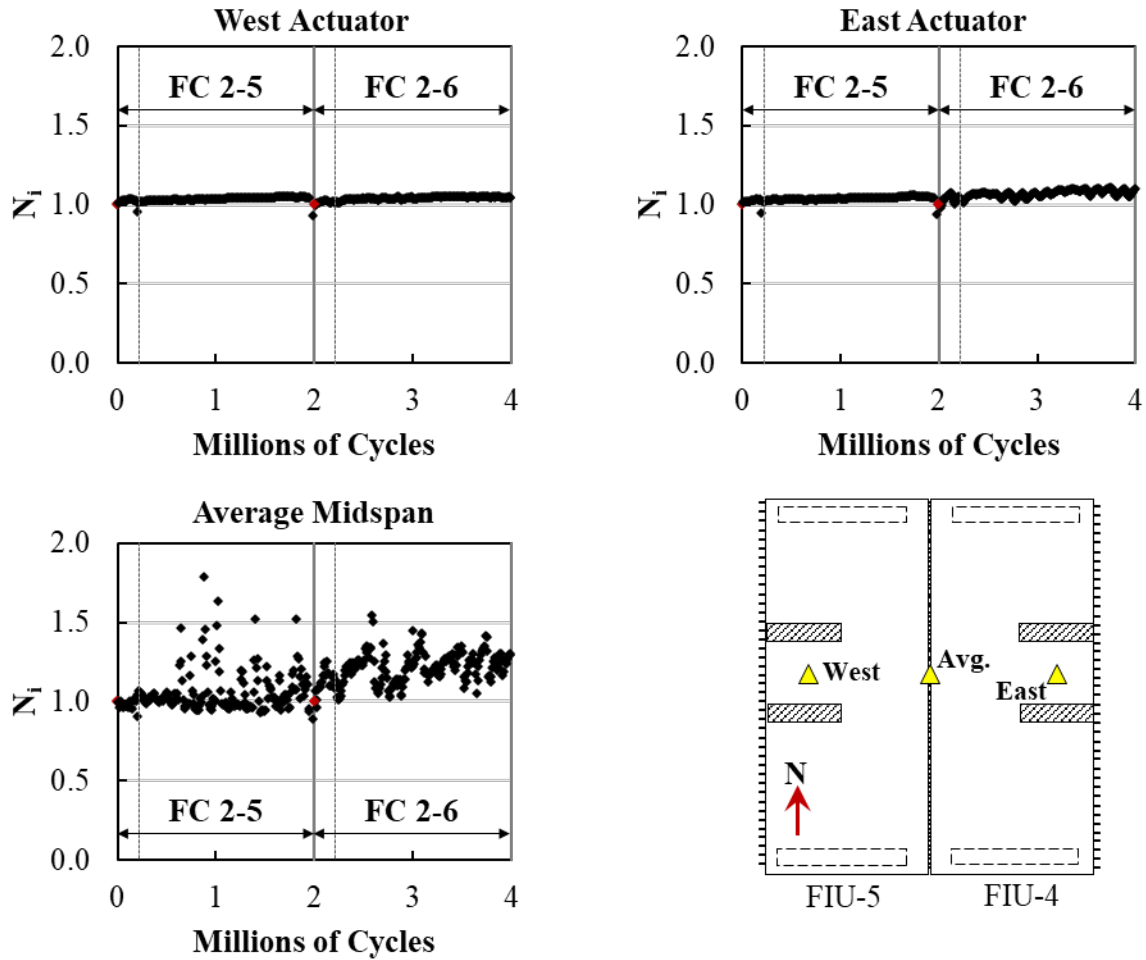 West Actuator
2.0
1.5
1.0
0.5
0.0
N_i
FC 2-5
FC 2-6
0 1 2 3 4
Millions of Cycles
East Actuator
2.0
1.5
1.0
0.5
0.0
N_i
FC 2-5
FC 2-6
0 1 2 3 4
Millions of Cycles
Average Midspan
2.0
1.5
1.0
0.5
0.0
N_i
FC 2-5
FC 2-6
0 1 2 3 4
Millions of Cycles
West
Avg.
East
N
FIU-5
FIU-4